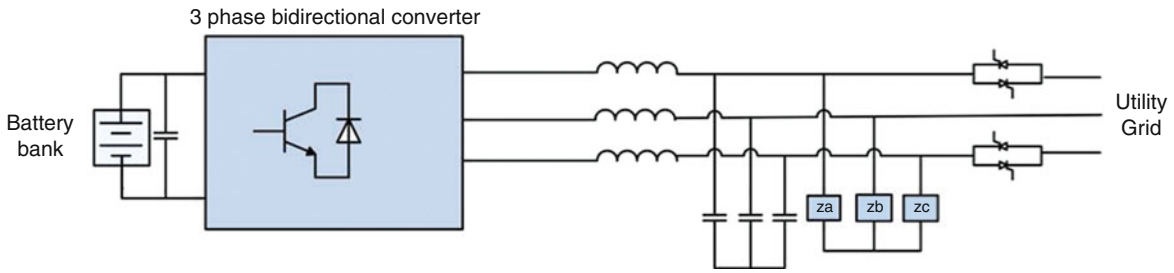 3 phase bidirectional converter
Battery
bank
Utility
Grid
za
zb
zc